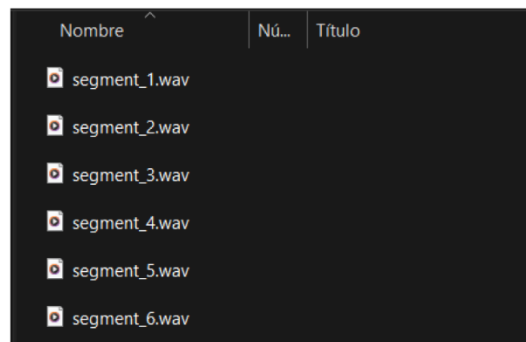 Nombre Nú... Título
segment_1.wav
segment_2.wav
segment_3.wav
segment_4.wav
segment_5.wav
segment_6.wav